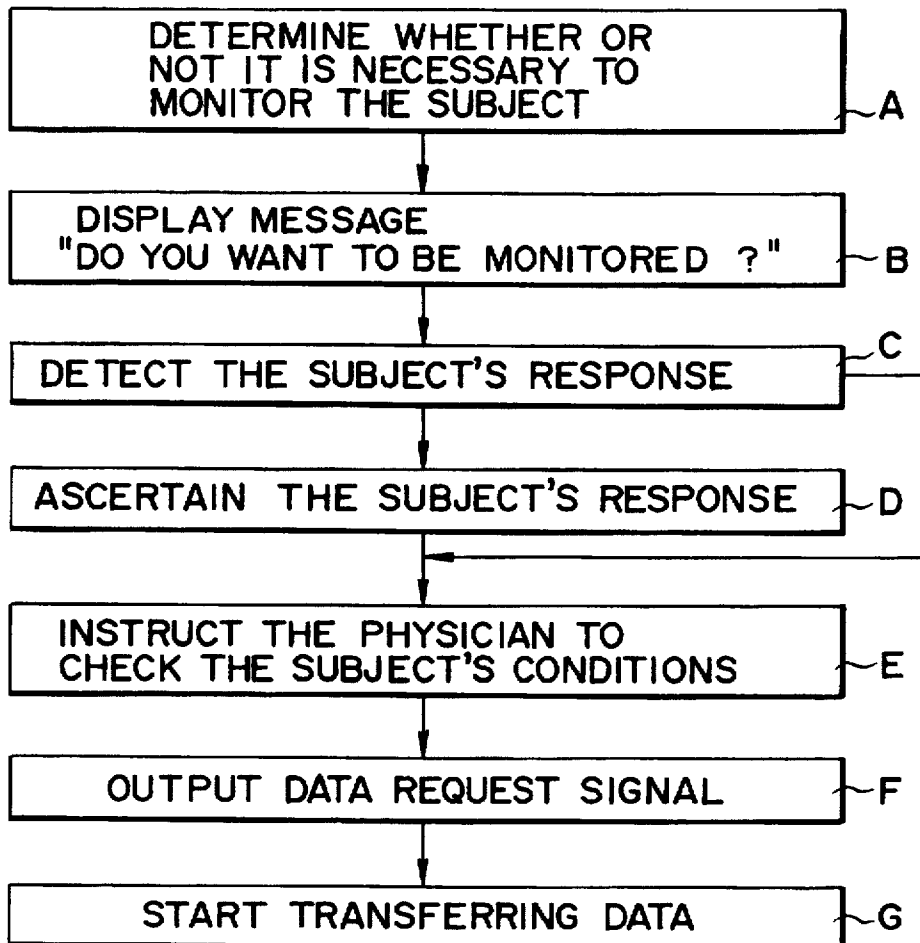 DETERMINE WHETHER OR
NOT IT IS NECESSARY TO
MONITOR THE SUBJECT
A
DISPLAY MESSAGE
"DO YOU WANT TO BE MONITORED ?"
B
C
DETECT THE SUBJECT'S RESPONSE
ASCERTAIN THE SUBJECT'S RESPONSE
D
INSTRUCT THE PHYSICIAN TO
CHECK THE SUBJECT'S CONDITIONS
E
OUTPUT DATA REQUEST SIGNAL
F
START TRANSFERRING DATA
G